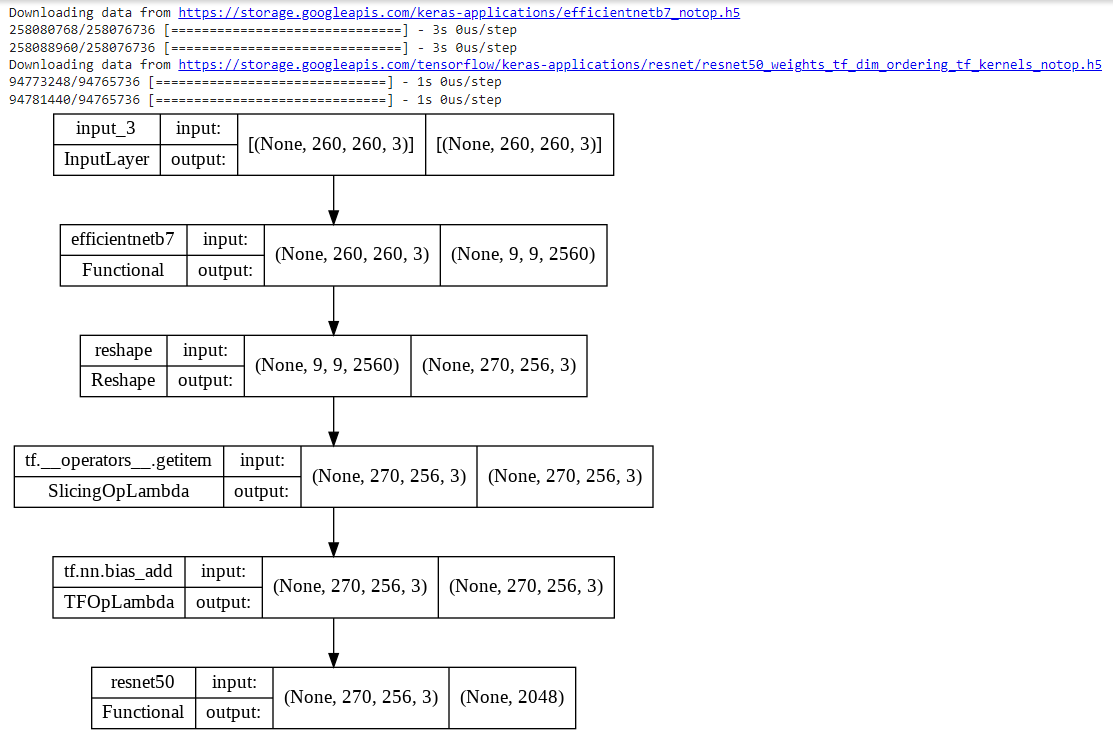 Downloading data from https://storage.googleapis.com/keras-applications/efficientnetb7_notop.h5
258080768/258076736 [==============================] - 3s 0us/step
258088960/258076736 [==============================] - 3s 0us/step
Downloading data from https://storage.googleapis.com/tensorflow/keras-applications/resnet/resnet50_weights_tf_dim_ordering_tf_kernels_notop.h5
94773248/94765736 [==============================] - 1s 0us/step
94781440/94765736 [==============================] - 1s 0us/step
input_3 input: [(None, 260, 260, 3)] [(None, 260, 260, 3)]
InputLayer output:
efficientnetb7 input: (None, 260, 260, 3) (None, 9, 9, 2560)
Functional output:
reshape input: (None, 9, 9, 2560) (None, 270, 256, 3)
Reshape output:
tf.__operators__.getitem input: (None, 270, 256, 3) (None, 270, 256, 3)
SlicingOpLambda output:
tf.nn.bias_add input: (None, 270, 256, 3) (None, 270, 256, 3)
TFOpLambda output:
resnet50 input: (None, 270, 256, 3) (None, 2048)
Functional output: